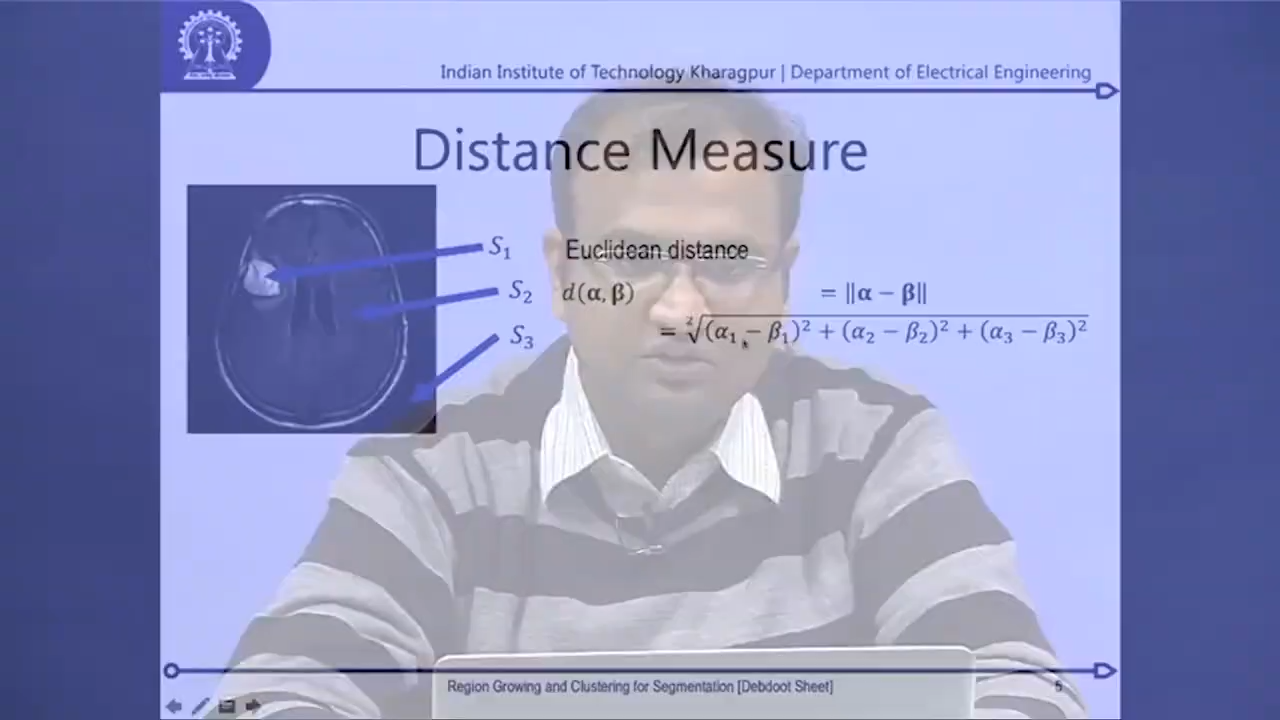 Indian Institute of Technology Kharagpur | Department of Electrical Engineering
Distance Measure
S₁
S₂
S₃
Euclidean distance
d(α, β) = ‖α − β‖
= ²√(α₁ − β₁)² + (α₂ − β₂)² + (α₃ − β₃)²
Region Growing and Clustering for Segmentation [Debdoot Sheet]